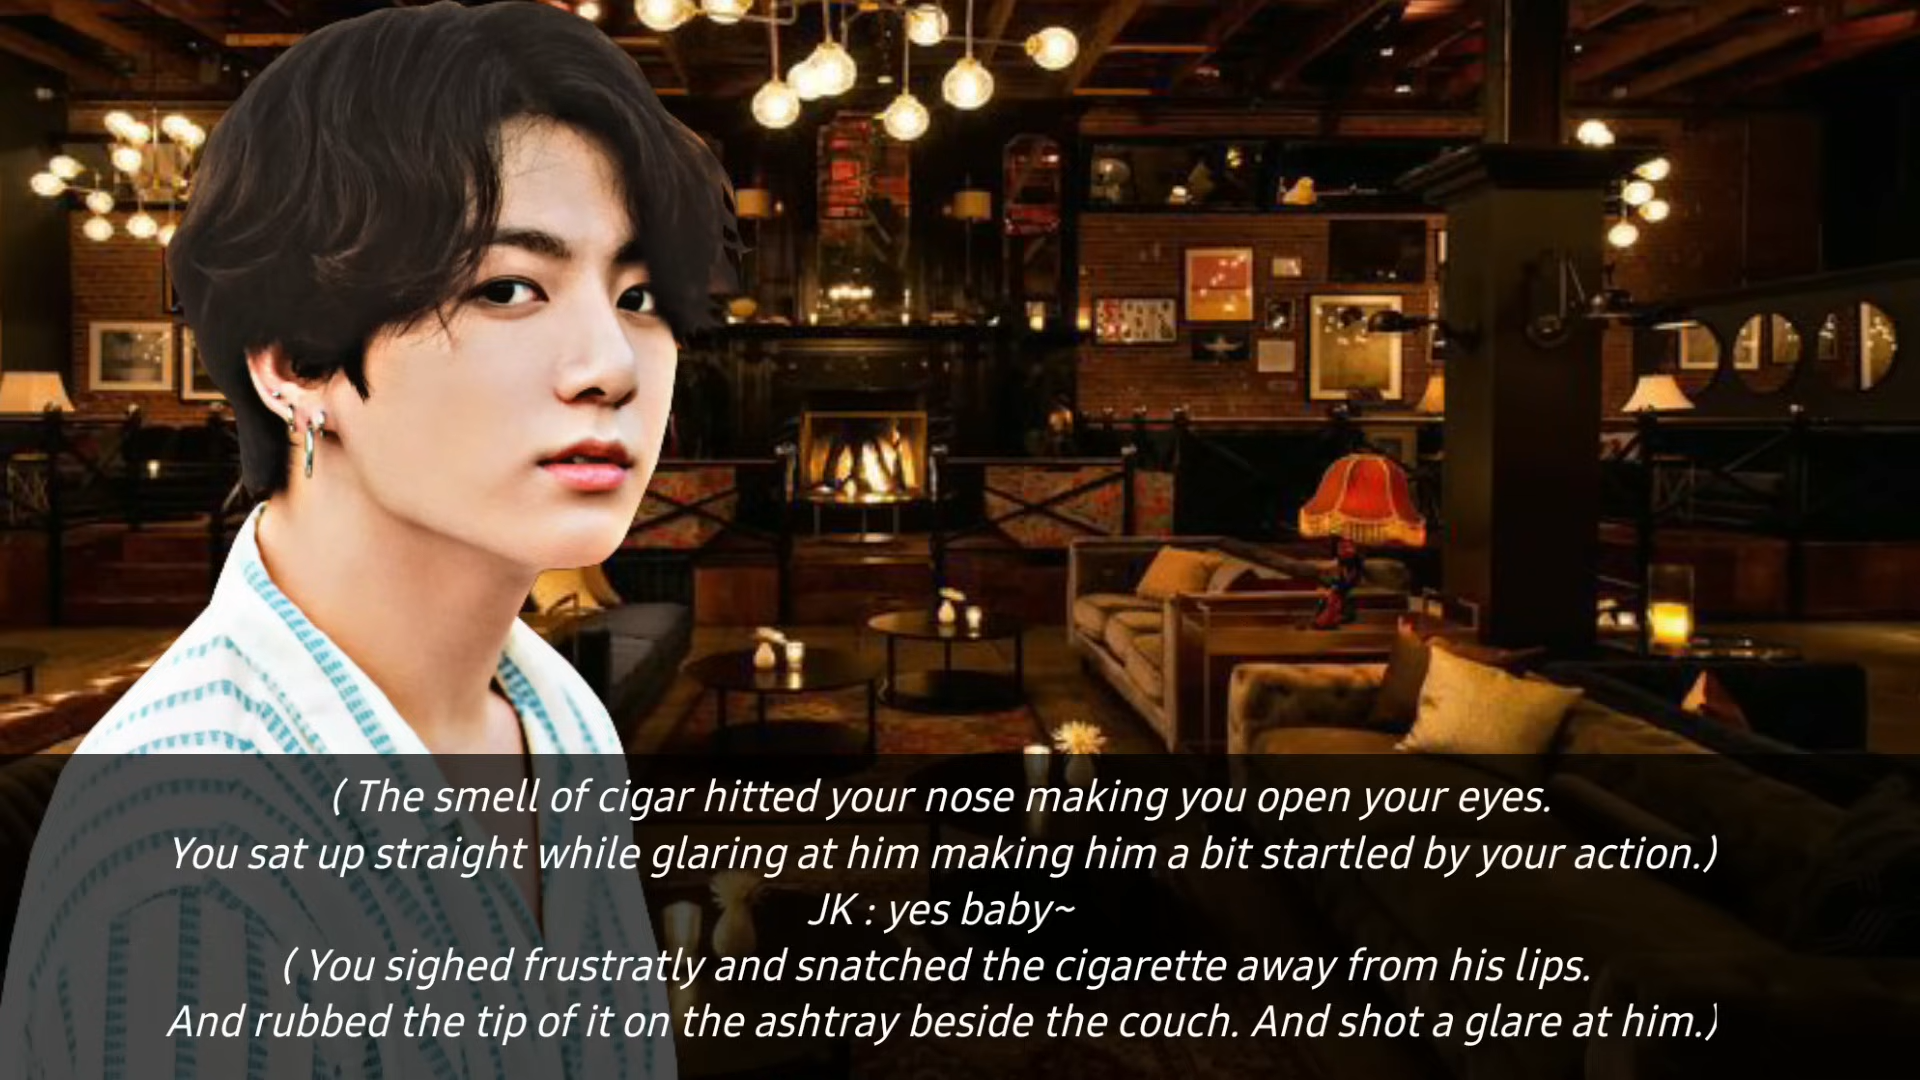 ( The smell of cigar hitted your nose making you open your eyes.
You sat up straight while glaring at him making him a bit startled by your action.)
JK : yes baby~
( You sighed frustratly and snatched the cigarette away from his lips.
And rubbed the tip of it on the ashtray beside the couch. And shot a glare at him.)